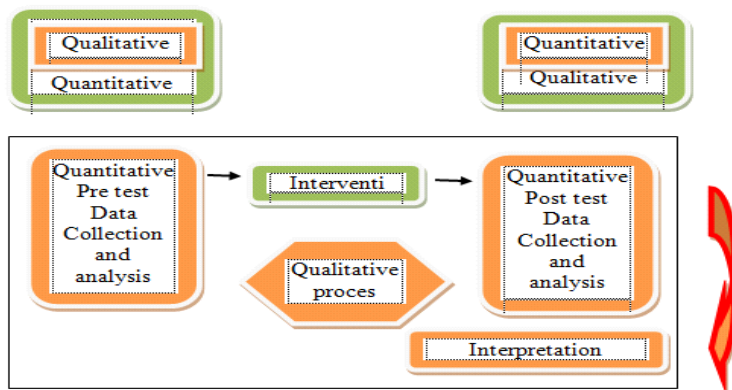 Qualitative
Quantitative
Quantitative
Qualitative
Quantitative
Pre test
Data
Collection
and
analysis
Interventi
Quantitative
Post test
Data
Collection
and
analysis
Qualitative
proces
Interpretation